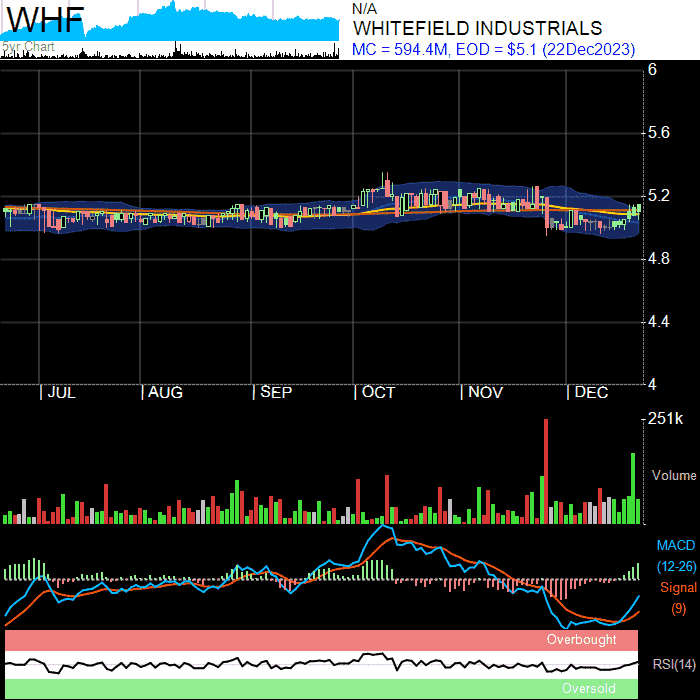 WHF
5yr Chart
N/A
WHITEFIELD INDUSTRIALS
MC = 594.4M, EOD = $5.1 (22Dec2023)
6
5.6
5.2
4.8
4.4
4
JUL AUG SEP OCT NOV DEC
251k
Volume
MACD
(12-26)
Signal
(9)
Overbought
RSI(14)
Oversold